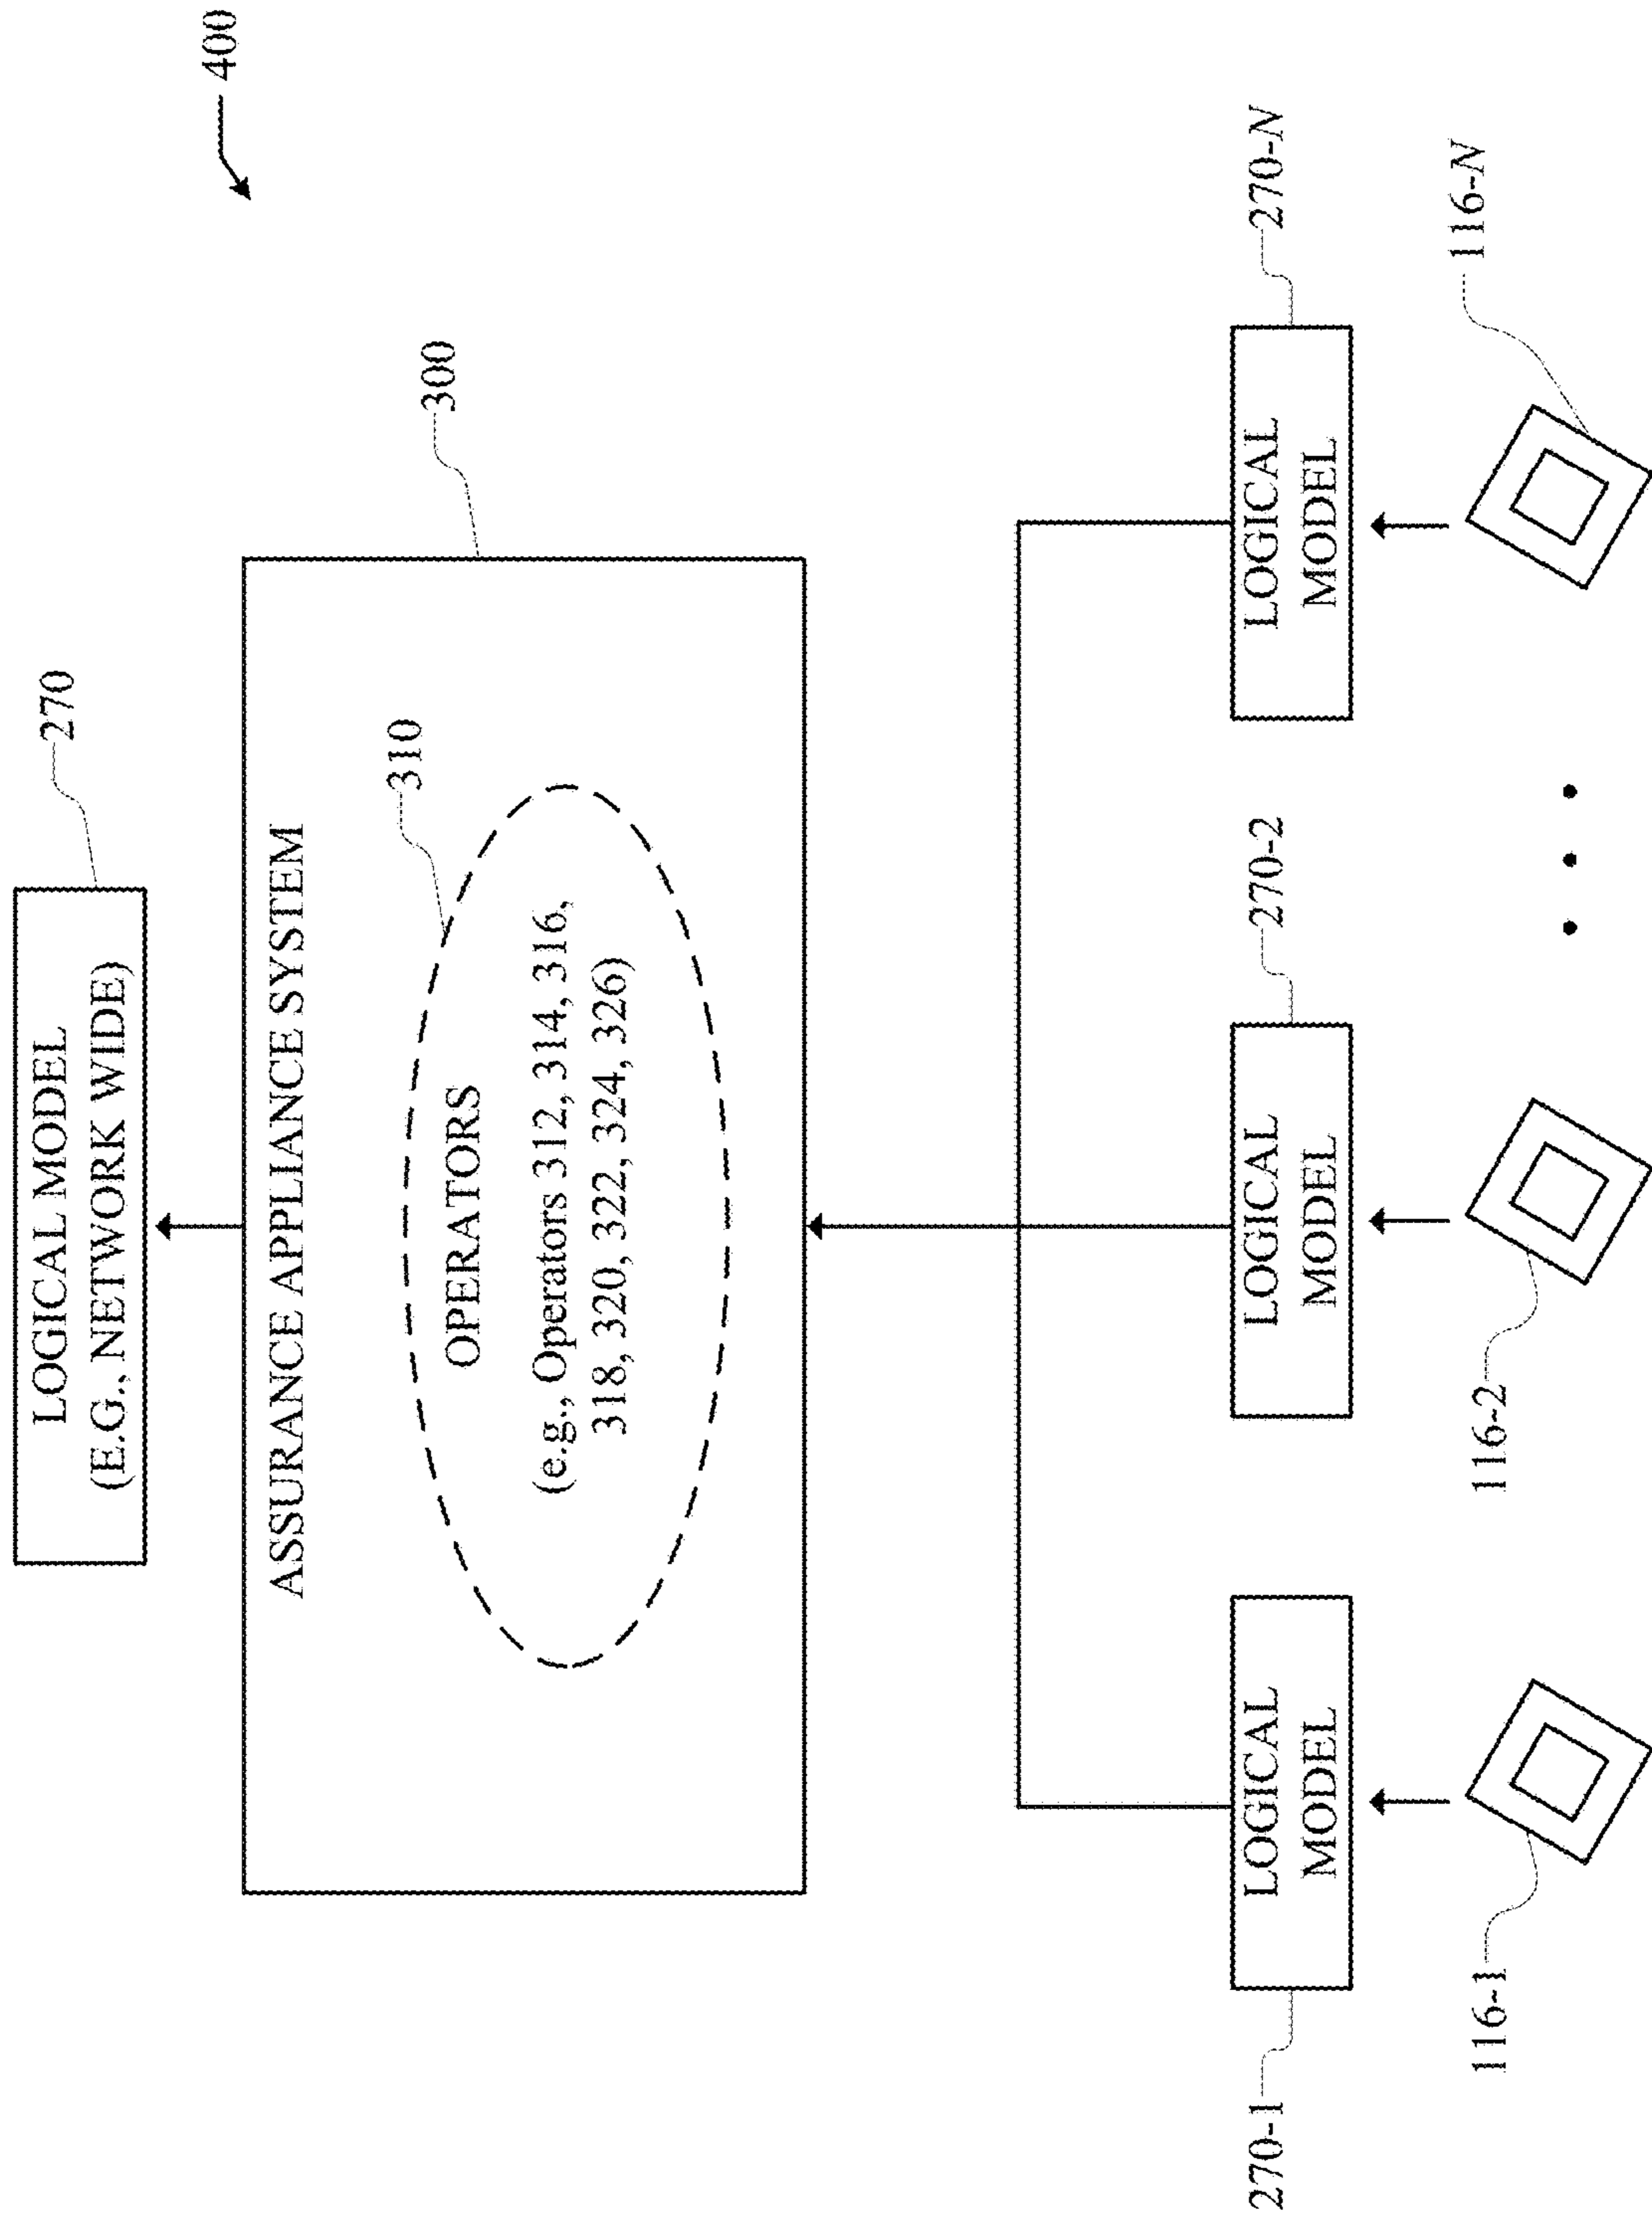 400
270
LOGICAL MODEL
(E.G., NETWORK WIDE)
300
ASSURANCE APPLIANCE SYSTEM
310
OPERATORS
(e.g., Operators 312, 314, 316,
318, 320, 322, 324, 326)
270-1
LOGICAL
MODEL
270-2
LOGICAL
MODEL
270-N
LOGICAL
MODEL
116-1
116-2
116-N